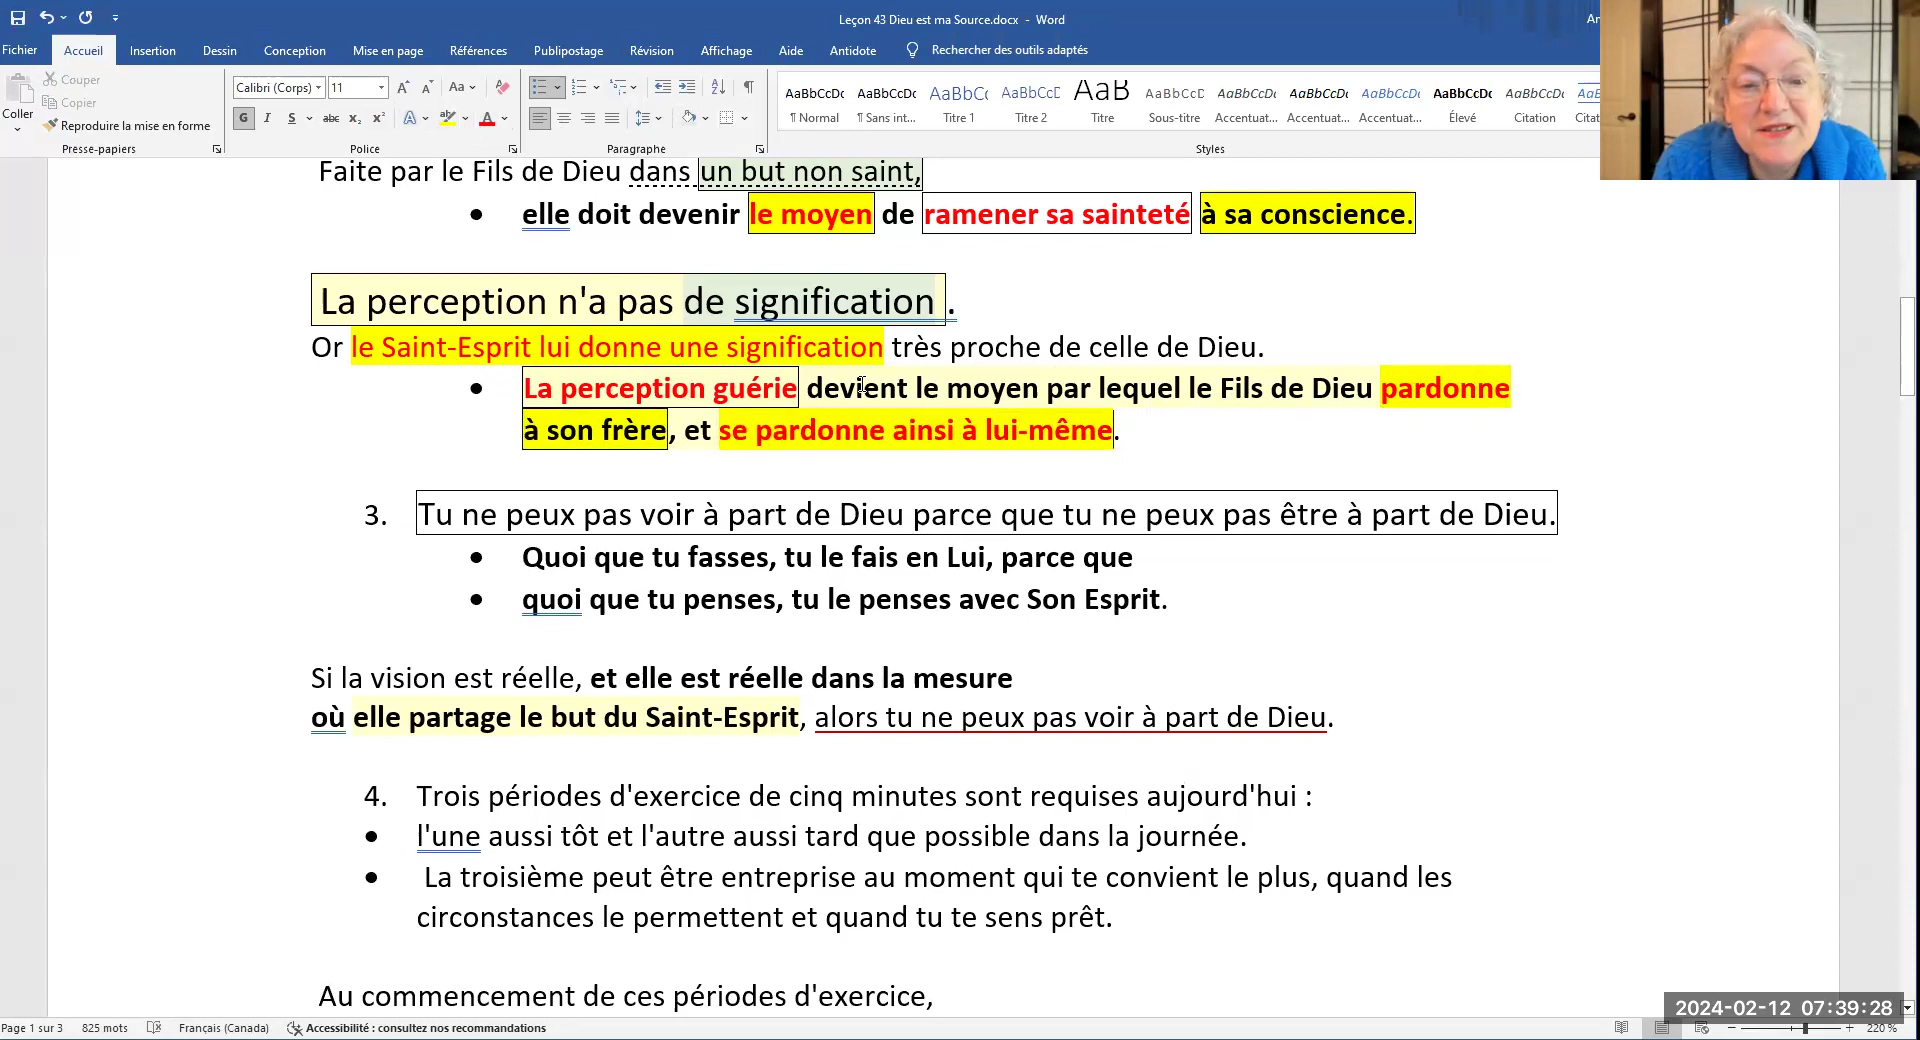 Leçon 43 Dieu est ma Source.docx - Word
Fichier Accueil Insertion Dessin Conception Mise en page Références Publipostage Révision Affichage Aide Antidote Rechercher des outils adaptés
Coller
Couper
Copier
Reproduire la mise en forme
Presse-papiers
Calibri (Corps) 11
Police
Paragraphe
AaBbCcDc AaBbCcDc AaBbCc AaBbCcD AaB AaBbCcD AaBbCcDc AaBbCcDc AaBbCcDc AaBbCcDc AaBbCcDc
¶ Normal ¶ Sans int... Titre 1 Titre 2 Titre Sous-titre Accentuat... Accentuat... Accentuat... Élevé Citation
Styles
Faite par le Fils de Dieu dans un but non saint,
• elle doit devenir le moyen de ramener sa sainteté à sa conscience.
La perception n'a pas de signification .
Or le Saint-Esprit lui donne une signification très proche de celle de Dieu.
• La perception guérie devient le moyen par lequel le Fils de Dieu pardonne
à son frère, et se pardonne ainsi à lui-même.
3. Tu ne peux pas voir à part de Dieu parce que tu ne peux pas être à part de Dieu.
• Quoi que tu fasses, tu le fais en Lui, parce que
• quoi que tu penses, tu le penses avec Son Esprit.
Si la vision est réelle, et elle est réelle dans la mesure
où elle partage le but du Saint-Esprit, alors tu ne peux pas voir à part de Dieu.
4. Trois périodes d'exercice de cinq minutes sont requises aujourd'hui :
• l'une aussi tôt et l'autre aussi tard que possible dans la journée.
• La troisième peut être entreprise au moment qui te convient le plus, quand les
circonstances le permettent et quand tu te sens prêt.
Au commencement de ces périodes d'exercice,
2024-02-12 07:39:28
Page 1 sur 3 825 mots Français (Canada) Accessibilité : consultez nos recommandations 220 %